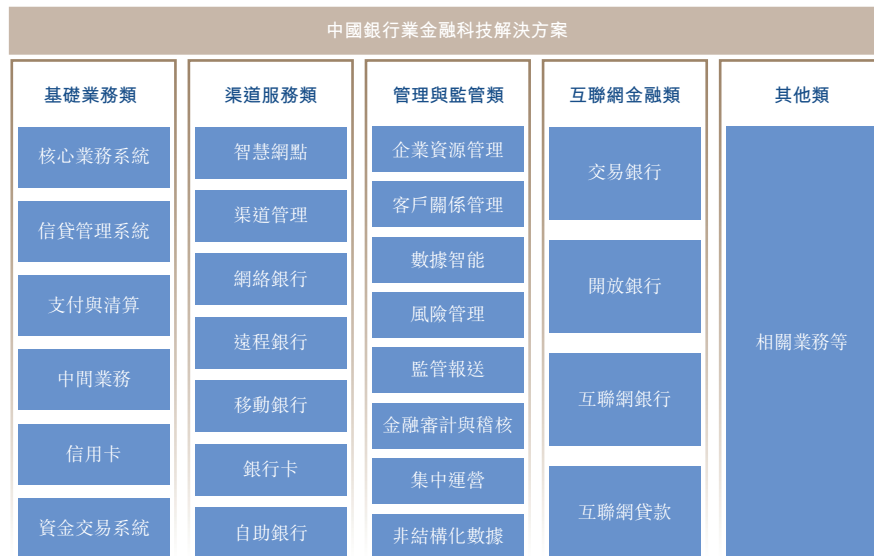 中國銀行業金融科技解決方案
基礎業務類
核心業務系統
信貸管理系統
支付與清算
中間業務
信用卡
資金交易系統
渠道服務類
智慧網點
渠道管理
網絡銀行
遠程銀行
移動銀行
銀行卡
自助銀行
管理與監管類
企業資源管理
客戶關係管理
數據智能
風險管理
監管報送
金融審計與稽核
集中運營
非結構化數據
互聯網金融類
交易銀行
開放銀行
互聯網銀行
互聯網貸款
其他類
相關業務等